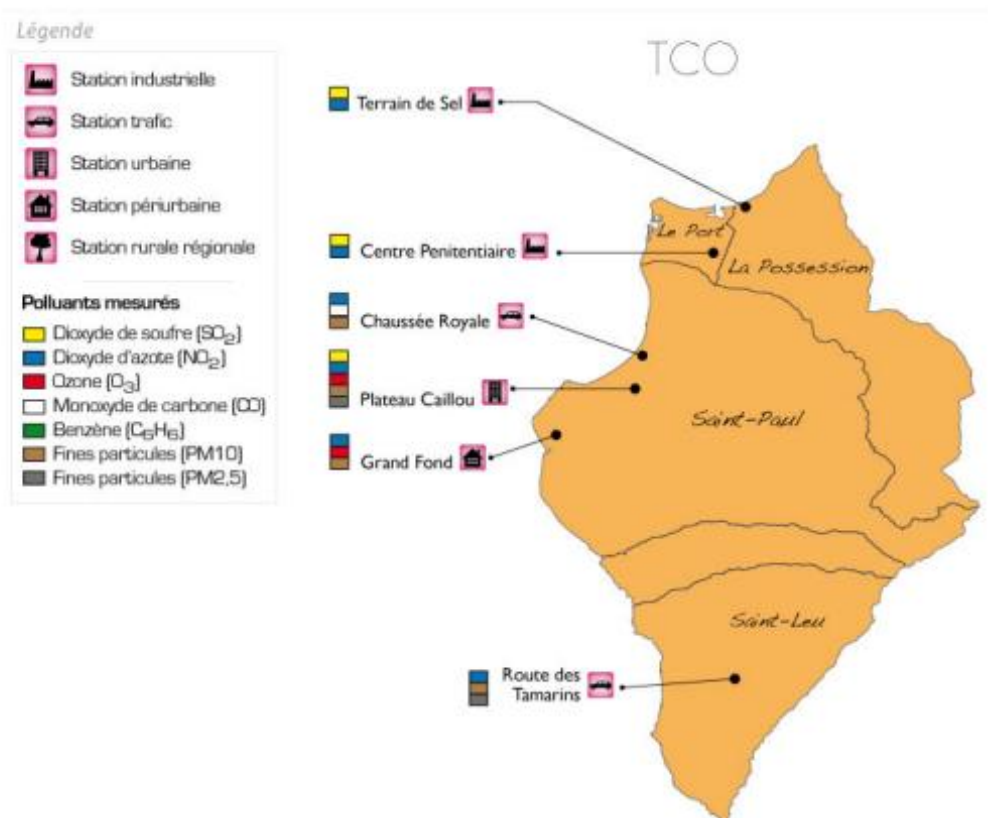 Légende
Station industrielle
Station trafic
Station urbaine
Station périurbaine
Station rurale régionale
Polluants mesurés
Dioxyde de soufre (SO₂)
Dioxyde d'azote (NO₂)
Ozone (O₃)
Monoxyde de carbone (CO)
Benzène (C₆H₆)
Fines particules (PM10)
Fines particules (PM2,5)
TCO
Terrain de Sel
Centre Penitentiaire
Chaussée Royale
Plateau Caillou
Grand Fond
Route des
Tamarins
Le Port
La Possession
Saint-Paul
Saint-Leu